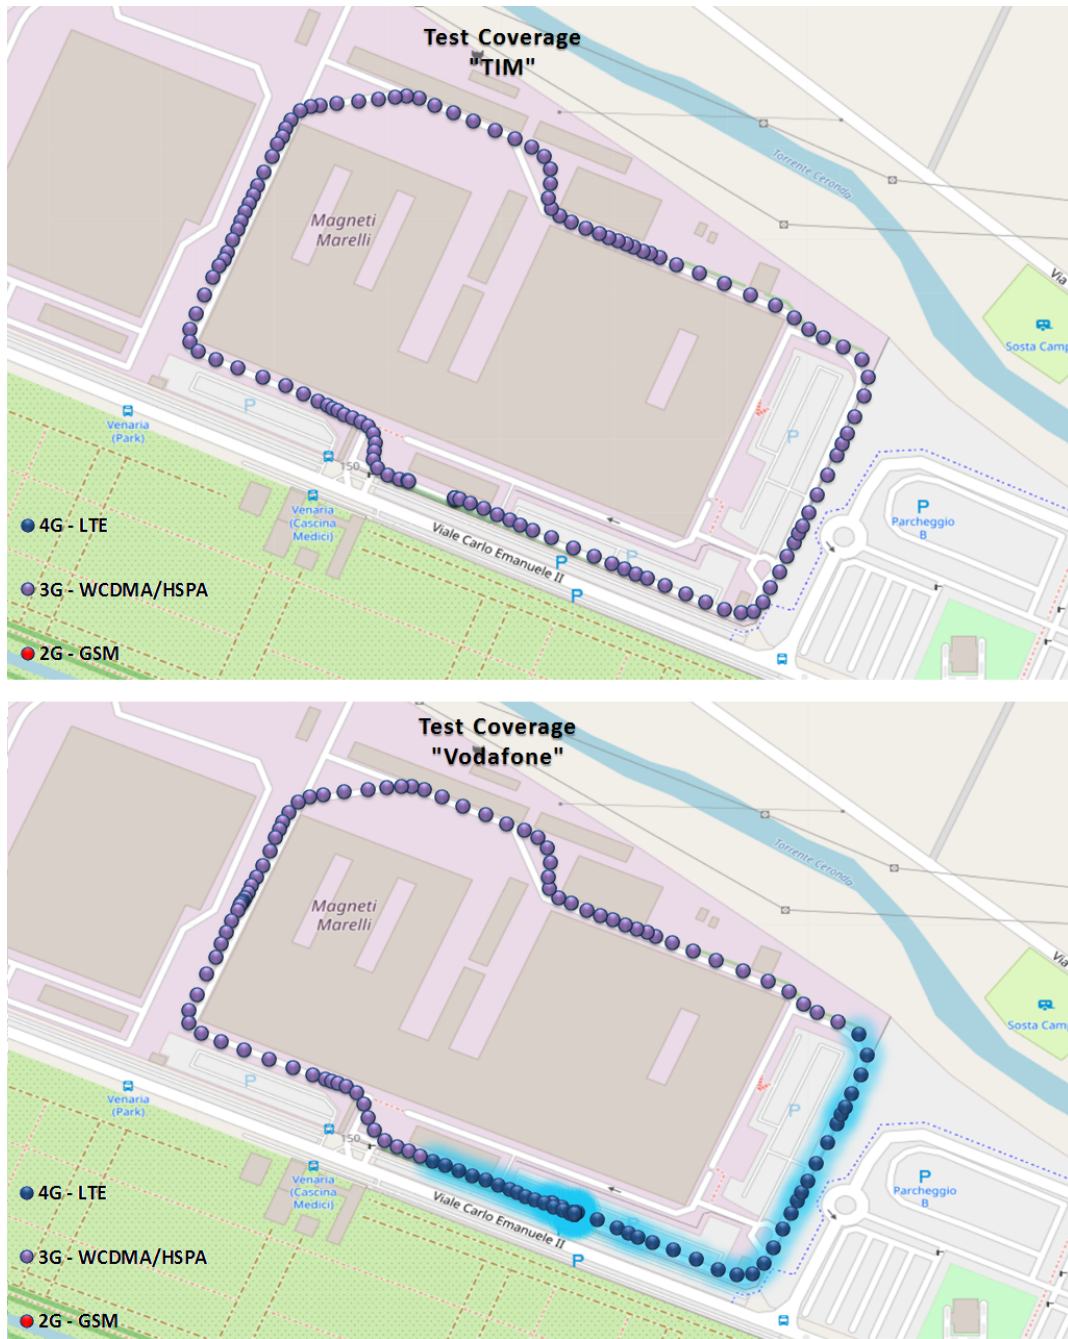 Test Coverage
"TIM"
Torrente Ceronda
Via
Magneti
Marelli
Sosta Camp
P
Venaria
(Park)
P
150
Venaria
(Cascina
Medici)
P
Parcheggio
B
4G - LTE
Viale Carlo Emanuele II
P
P
3G - WCDMA/HSPA
P
2G - GSM
Test Coverage
"Vodafone"
Torrente Ceronda
Via
Magneti
Marelli
Sosta Camp
P
Venaria
(Park)
P
150
Venaria
(Cascina
Medici)
P
Parcheggio
B
4G - LTE
Viale Carlo Emanuele II
P
P
3G - WCDMA/HSPA
2G - GSM